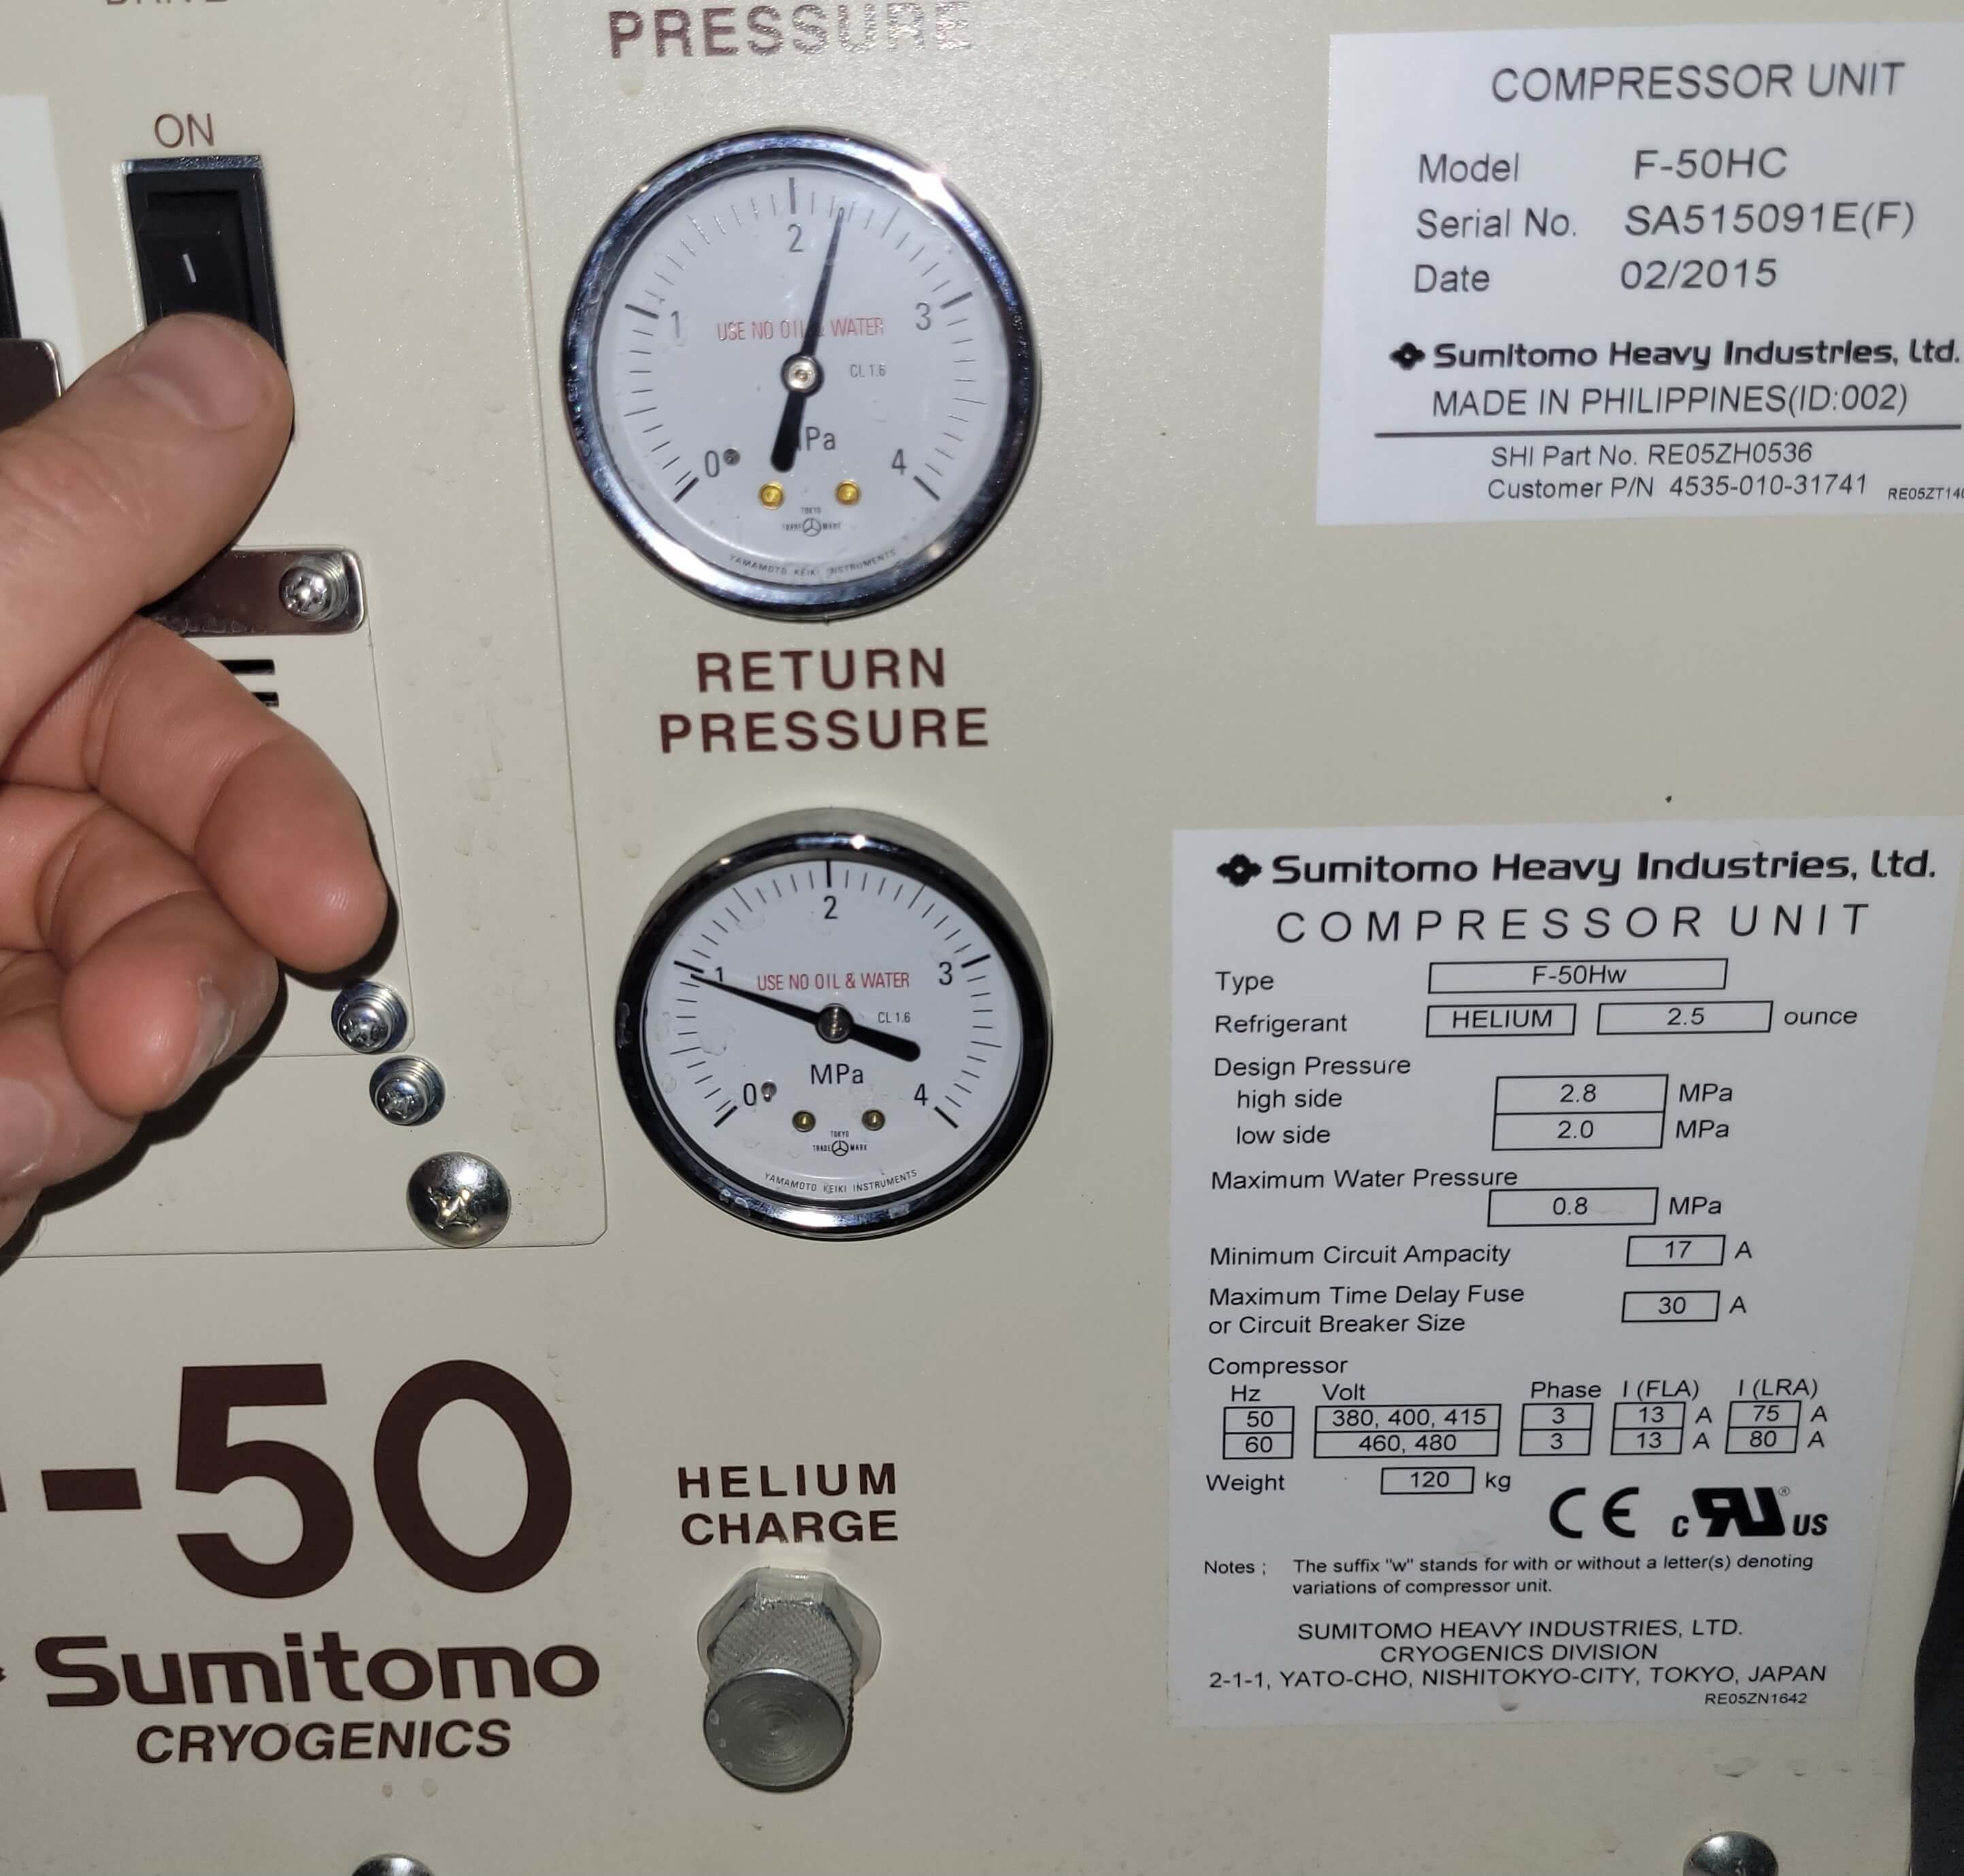 PRESSURE
ON
I
2
1
3
USE NO OIL & WATER
CL 1.6
MPa
0
4
TOKYO
TRADE MARK
YAMAMOTO KEIKI INSTRUMENTS
RETURN
PRESSURE
2
1
3
USE NO OIL & WATER
CL 1.6
MPa
0
4
TOKYO
TRADE MARK
YAMAMOTO KEIKI INSTRUMENTS
-50
Sumitomo
CRYOGENICS
HELIUM
CHARGE
COMPRESSOR UNIT
Model F-50HC
Serial No. SA515091E(F)
Date 02/2015
Sumitomo Heavy Industries, Ltd.
MADE IN PHILIPPINES(ID:002)
SHI Part No. RE05ZH0536
Customer P/N 4535-010-31741
Sumitomo Heavy Industries, Ltd.
COMPRESSOR UNIT
Type F-50Hw
Refrigerant HELIUM 2.5 ounce
Design Pressure
high side 2.8 MPa
low side 2.0 MPa
Maximum Water Pressure
0.8 MPa
Minimum Circuit Ampacity 17 A
Maximum Time Delay Fuse
or Circuit Breaker Size 30 A
Compressor
Hz Volt Phase I (FLA) I (LRA)
50 380, 400, 415 3 13 A 75 A
60 460, 480 3 13 A 80 A
Weight 120 kg
CE c RU ® US
Notes ; The suffix "w" stands for with or without a letter(s) denoting
variations of compressor unit.
SUMITOMO HEAVY INDUSTRIES, LTD.
CRYOGENICS DIVISION
2-1-1, YATO-CHO, NISHITOKYO-CITY, TOKYO, JAPAN
RE05ZN1642